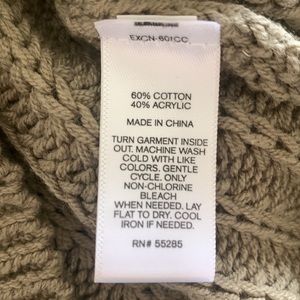 EXCN-801CC
60% COTTON
40% ACRYLIC
MADE IN CHINA
TURN GARMENT INSIDE
OUT. MACHINE WASH
COLD WITH LIKE
COLORS. GENTLE
CYCLE. ONLY
NON-CHLORINE
BLEACH
WHEN NEEDED. LAY
FLAT TO DRY. COOL
IRON IF NEEDED.
RN# 55285